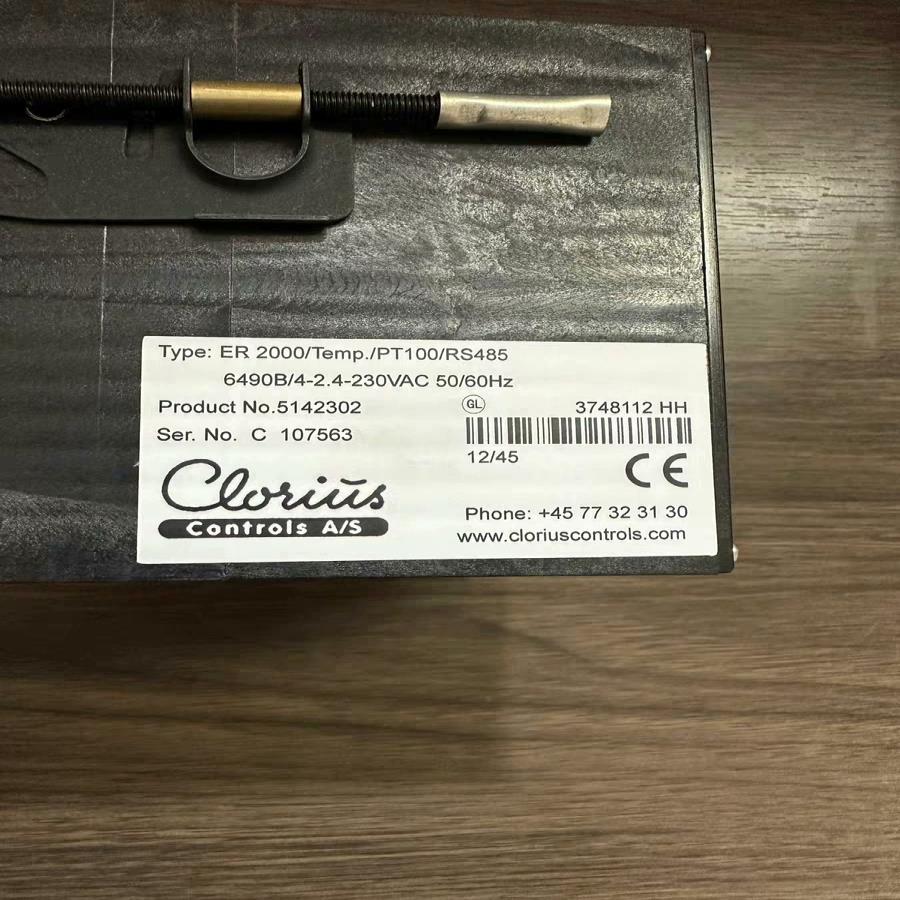 Type: ER 2000/Temp./PT100/RS485
6490B/4-2.4-230VAC 50/60Hz
Product No.5142302
GL
3748112 HH
Ser. No. C 107563
12/45
CE
Clorius
Controls A/S
Phone: +45 77 32 31 30
www.cloriuscontrols.com